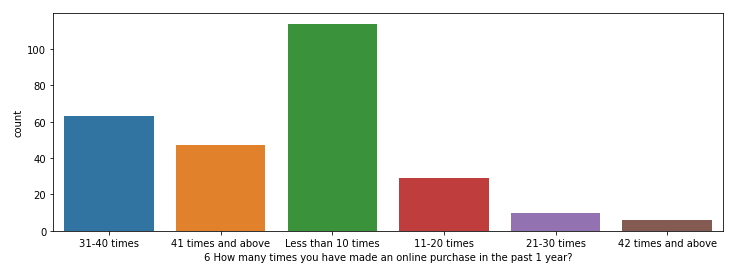 100
80
60
40
20
0
count
31-40 times
41 times and above
Less than 10 times
11-20 times
21-30 times
42 times and above
6 How many times you have made an online purchase in the past 1 year?